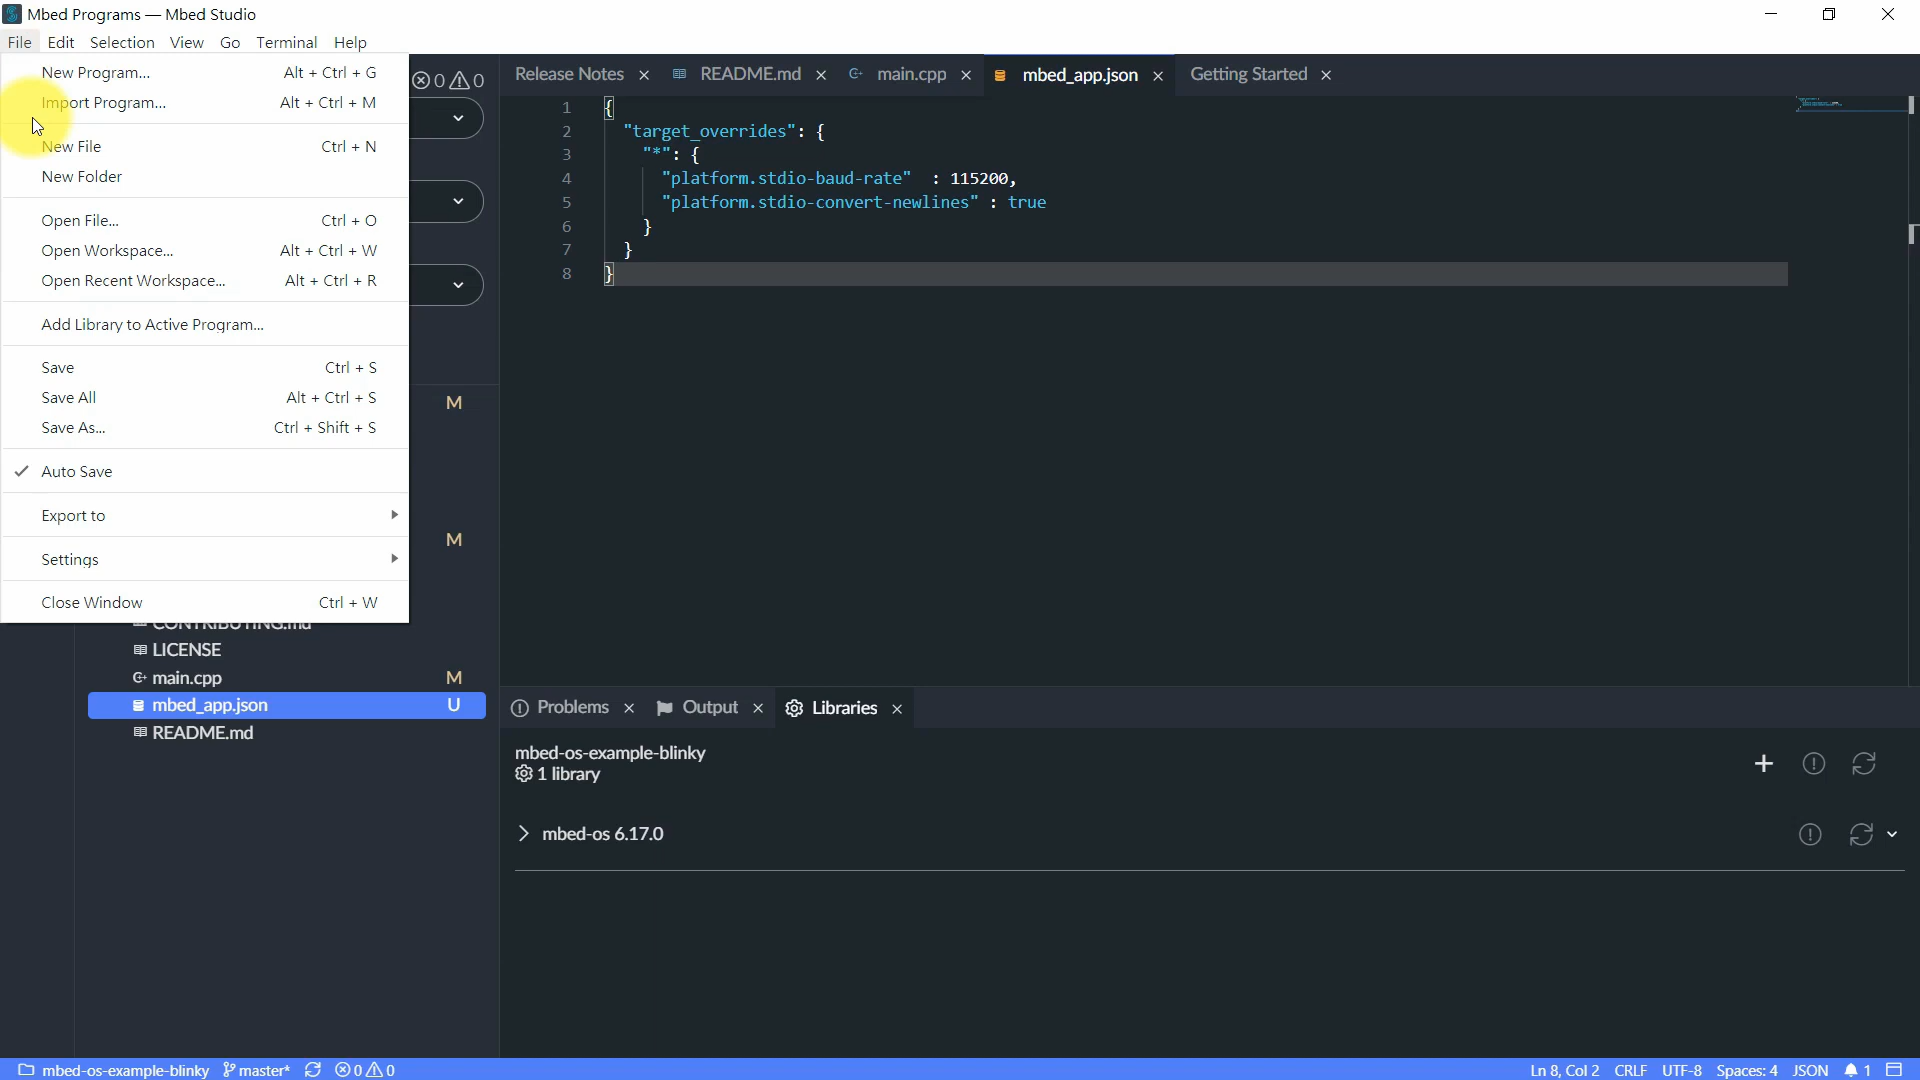 Mbed Programs — Mbed Studio
File Edit Selection View Go Terminal Help
New Program... Alt + Ctrl + G
Import Program... Alt + Ctrl + M
New File Ctrl + N
New Folder
Open File... Ctrl + O
Open Workspace... Alt + Ctrl + W
Open Recent Workspace... Alt + Ctrl + R
Add Library to Active Program...
Save Ctrl + S
Save All Alt + Ctrl + S
Save As... Ctrl + Shift + S
Auto Save
Export to
Settings
Close Window Ctrl + W
0 0
M
M
CONTRIBUTING.md
LICENSE
main.cpp M
mbed_app.json U
README.md
Release Notes README.md main.cpp mbed_app.json Getting Started
1 {
2 "target_overrides": {
3 "*": {
4 "platform.stdio-baud-rate" : 115200,
5 "platform.stdio-convert-newlines" : true
6 }
7 }
8 }
Problems Output Libraries
mbed-os-example-blinky
1 library
mbed-os 6.17.0
mbed-os-example-blinky master* 0 0 Ln 8, Col 2 CRLF UTF-8 Spaces: 4 JSON 1